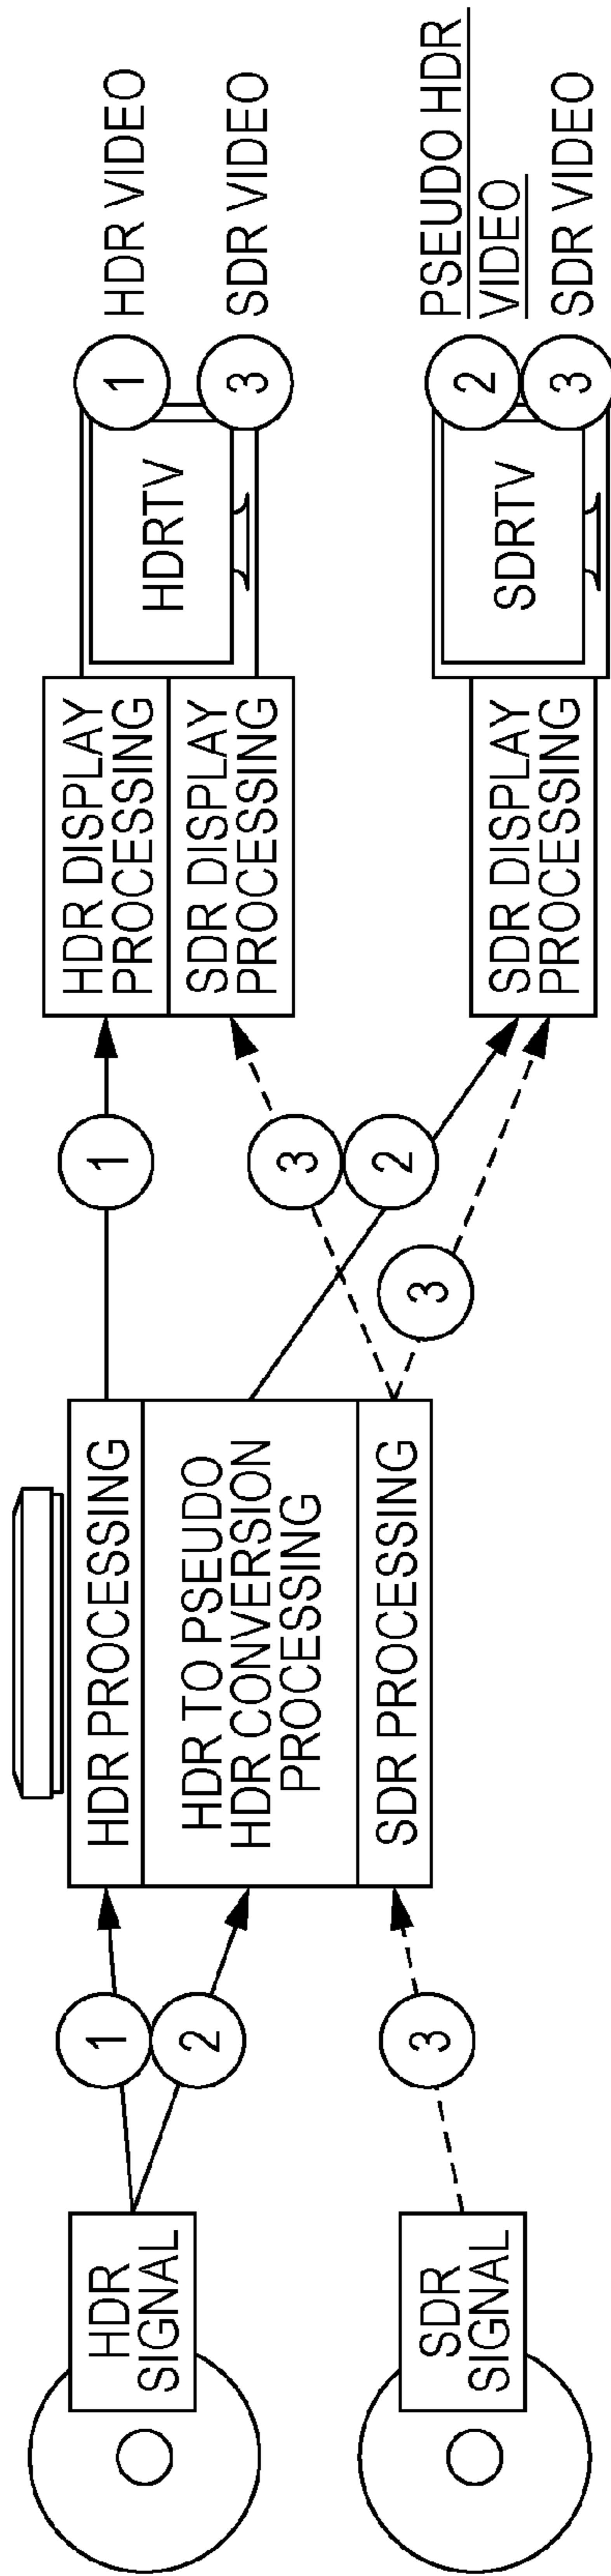 HDR
SIGNAL
SDR
SIGNAL
1
2
3
HDR PROCESSING
HDR TO PSEUDO
HDR CONVERSION
PROCESSING
SDR PROCESSING
1
3
2
3
HDR DISPLAY
PROCESSING
SDR DISPLAY
PROCESSING
SDR DISPLAY
PROCESSING
HDRTV
SDRTV
1
HDR VIDEO
3
SDR VIDEO
2
PSEUDO HDR
VIDEO
3
SDR VIDEO